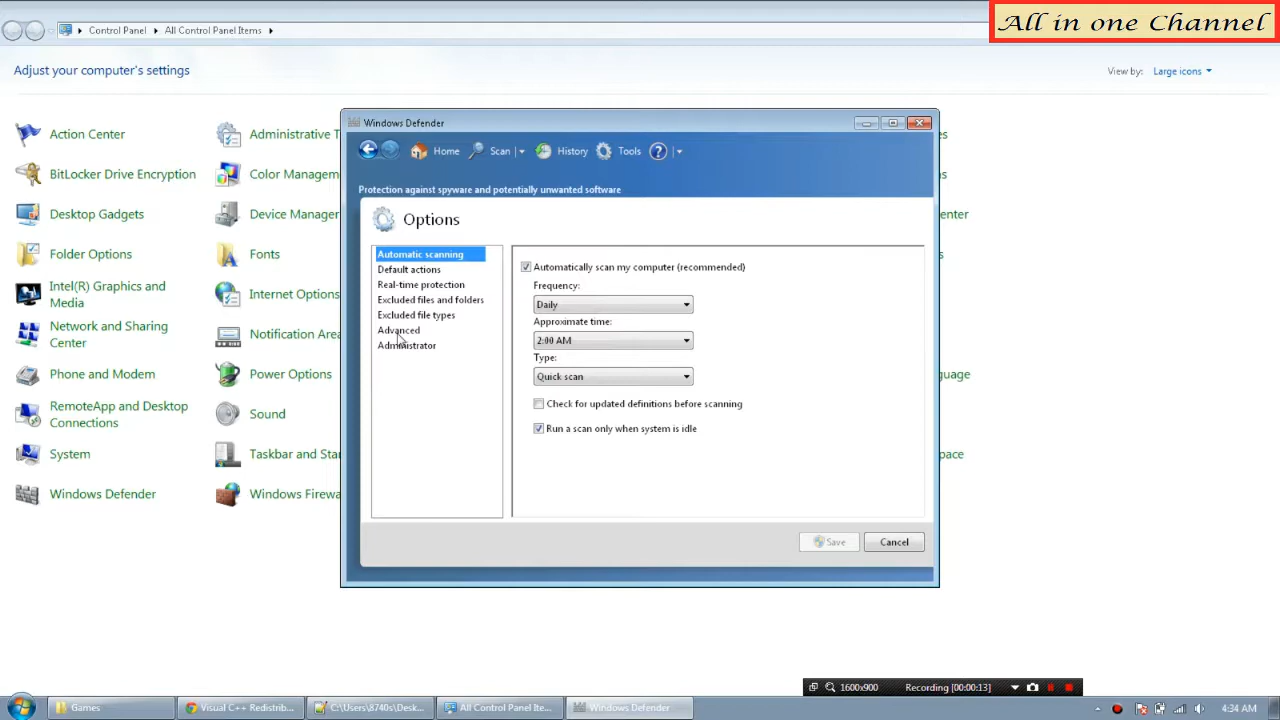 All in one Channel
Control Panel
All Control Panel Items
Adjust your computer's settings
View by: Large icons
Action Center
Administrative T
BitLocker Drive Encryption
Color Managem
Desktop Gadgets
Device Manager
enter
Folder Options
Fonts
Intel(R) Graphics and
Media
Internet Options
Network and Sharing
Center
Notification Area
Phone and Modem
Power Options
guage
RemoteApp and Desktop
Connections
Sound
System
Taskbar and Star
pace
Windows Defender
Windows Firewa
Windows Defender
Home
Scan
History
Tools
Protection against spyware and potentially unwanted software
Options
Automatic scanning
Default actions
Real-time protection
Excluded files and folders
Excluded file types
Advanced
Administrator
Automatically scan my computer (recommended)
Frequency:
Daily
Approximate time:
2:00 AM
Type:
Quick scan
Check for updated definitions before scanning
Run a scan only when system is idle
Save
Cancel
1600x900
Recording [00:00:13]
Games
Visual C++ Redistrib...
C:\Users\8740s\Desk...
All Control Panel Ite...
Windows Defender
4:34 AM